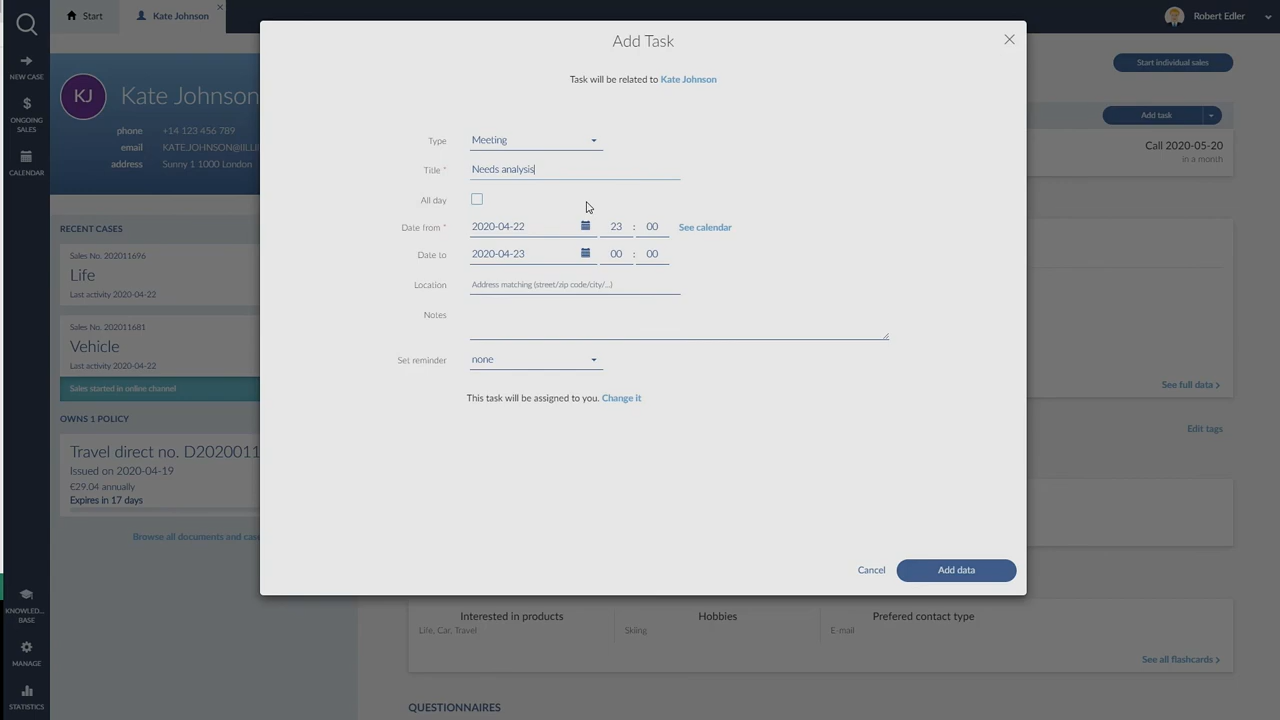 Start
Kate Johnson
Robert Edler
NEW CASE
ONGOING SALES
CALENDAR
KNOWLED... BASE
MANAGE
STATISTICS
KJ
Kate Johnson
phone +14 123 456 789
email
address Sunny 1 1000 London
RECENT CASES
Sales No. 202011696
Life
Last activity 2020-04-22
Sales No. 202011681
Vehicle
Last activity 2020-04-22
Sales started in online channel
OWNS 1 POLICY
Travel direct no. D2020011
Issued on 2020-04-19
€29.04 annually
Expires in 17 days
Browse all documents and case
Add Task
Task will be related to Kate Johnson
Type Meeting
Title * Needs analysis
All day
Date from * 2020-04-22 23 : 00 See calendar
Date to 2020-04-23 00 : 00
Location Address matching (street/zip code/city/...)
Notes
Set reminder none
This task will be assigned to you. Change it
Cancel
Add data
Start individual sales
Add task
Call 2020-05-20
in a month
See full data >
Edit tags
Interested in products
Life, Car, Travel
Hobbies
Skiing
Prefered contact type
E-mail
See all flashcards >
QUESTIONNAIRES